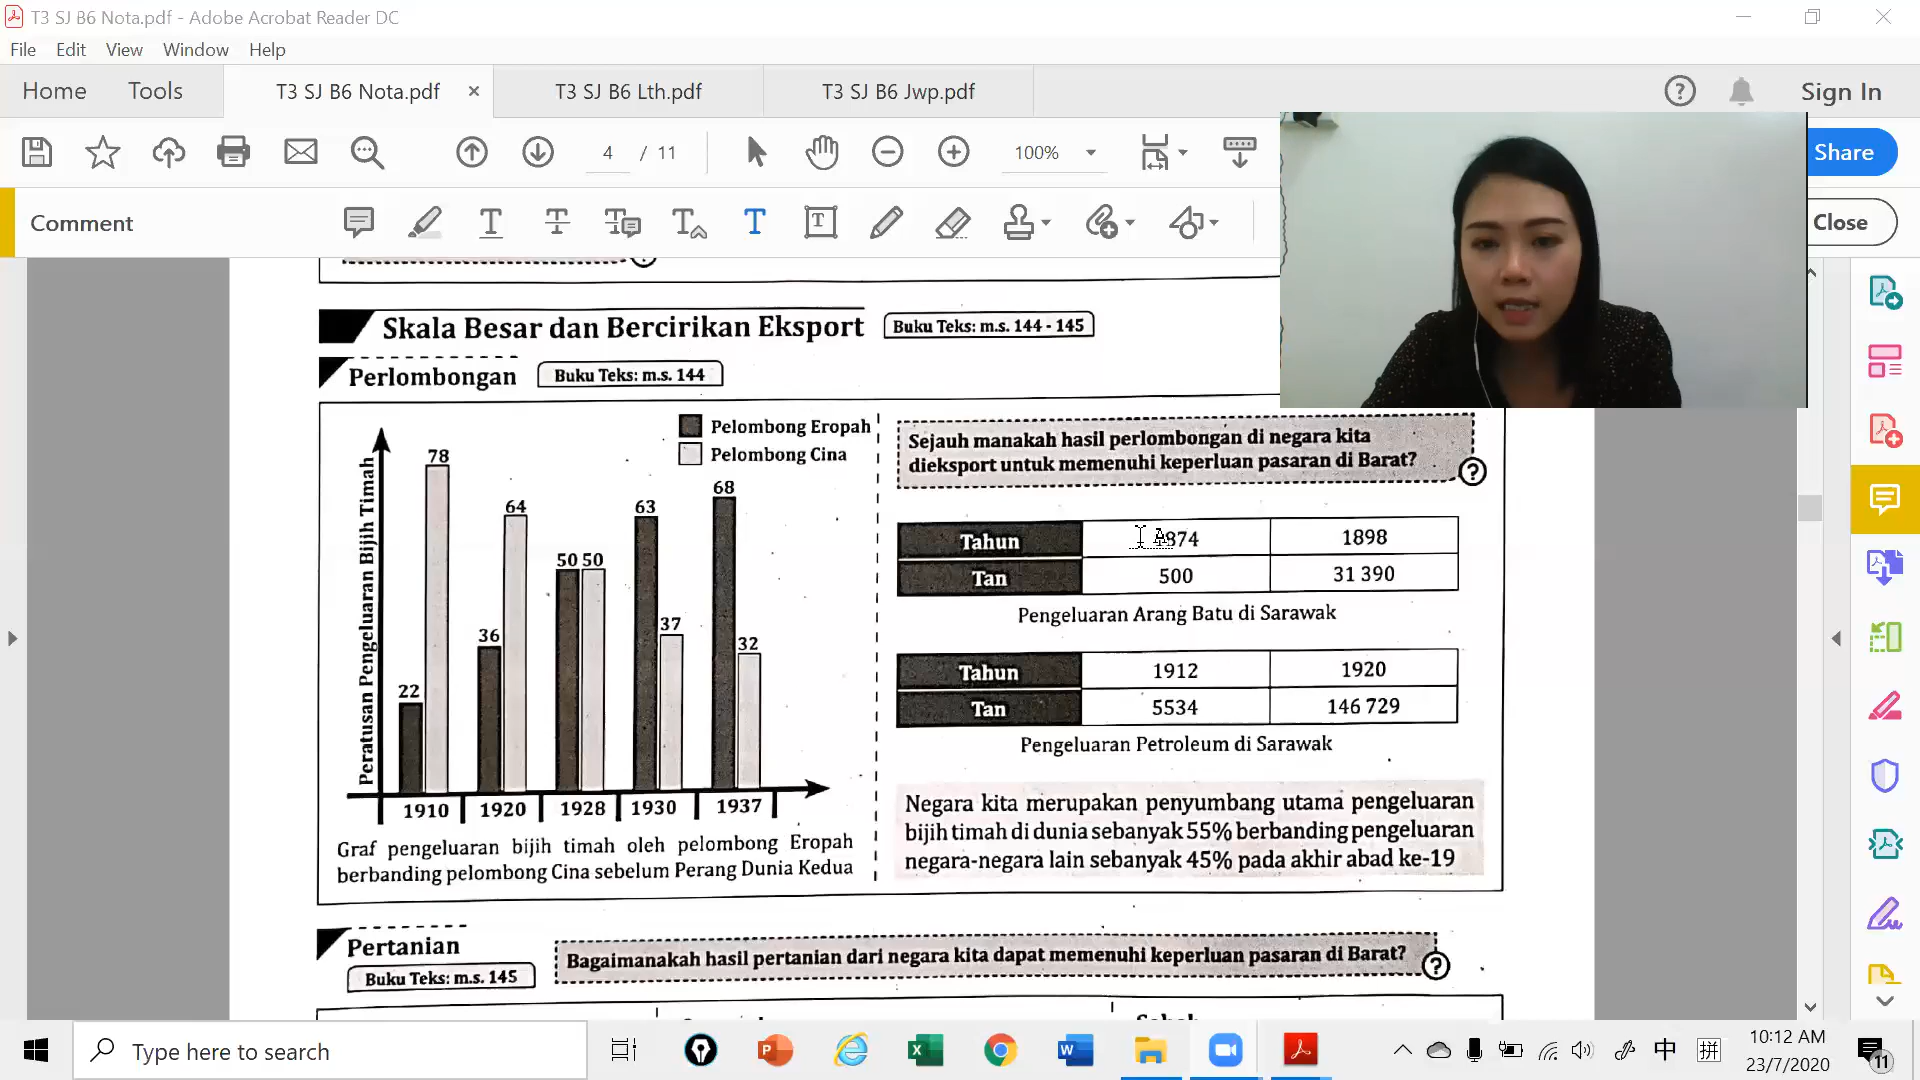 T3 SJ B6 Nota.pdf - Adobe Acrobat Reader DC
File Edit View Window Help
Home Tools T3 SJ B6 Nota.pdf × T3 SJ B6 Lth.pdf T3 SJ B6 Jwp.pdf Sign In
4 / 11 100% Share
Comment Close
Skala Besar dan Bercirikan Eksport Buku Teks: m.s. 144 - 145
Perlombongan Buku Teks: m.s. 144
Peratusan Pengeluaran Bijih Timah
Pelombong Eropah
Pelombong Cina
78
64
63
68
50 50
36
37
32
22
1910 1920 1928 1930 1937
Graf pengeluaran bijih timah oleh pelombong Eropah
berbanding pelombong Cina sebelum Perang Dunia Kedua
Sejauh manakah hasil perlombongan di negara kita
dieksport untuk memenuhi keperluan pasaran di Barat?
?
Tahun 1874 1898
Tan 500 31 390
Pengeluaran Arang Batu di Sarawak
Tahun 1912 1920
Tan 5534 146 729
Pengeluaran Petroleum di Sarawak
Negara kita merupakan penyumbang utama pengeluaran
bijih timah di dunia sebanyak 55% berbanding pengeluaran
negara-negara lain sebanyak 45% pada akhir abad ke-19
Pertanian
Buku Teks: m.s. 145
Bagaimanakah hasil pertanian dari negara kita dapat memenuhi keperluan pasaran di Barat?
?
Type here to search
中 拼
10:12 AM
23/7/2020
11